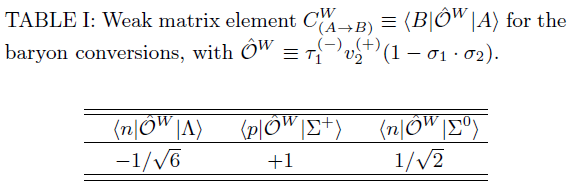 TABLE I: Weak matrix element C^W_(A→B) ≡ ⟨B|Ô^W|A⟩ for the
baryon conversions, with Ô^W ≡ τ_1^(−) v_2^(+) (1 − σ_1 · σ_2).
⟨n|Ô^W|Λ⟩ ⟨p|Ô^W|Σ^+⟩ ⟨n|Ô^W|Σ^0⟩
−1/√6 +1 1/√2